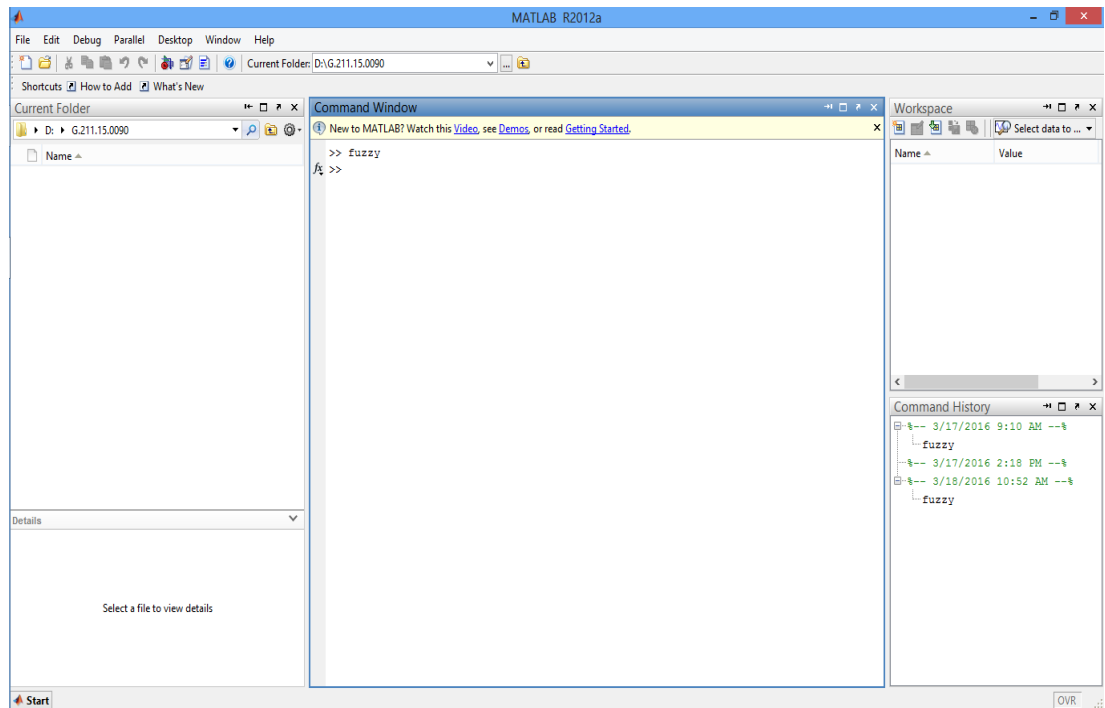 MATLAB R2012a
File Edit Debug Parallel Desktop Window Help
Current Folder: D:\G.211.15.0090
Shortcuts How to Add What's New
Current Folder
D: G.211.15.0090
Name
Details
Select a file to view details
Command Window
New to MATLAB? Watch this Video, see Demos, or read Getting Started.
>> fuzzy
fx >>
Workspace
Select data to ...
Name Value
Command History
%-- 3/17/2016 9:10 AM --%
fuzzy
%-- 3/17/2016 2:18 PM --%
%-- 3/18/2016 10:52 AM --%
fuzzy
Start
OVR